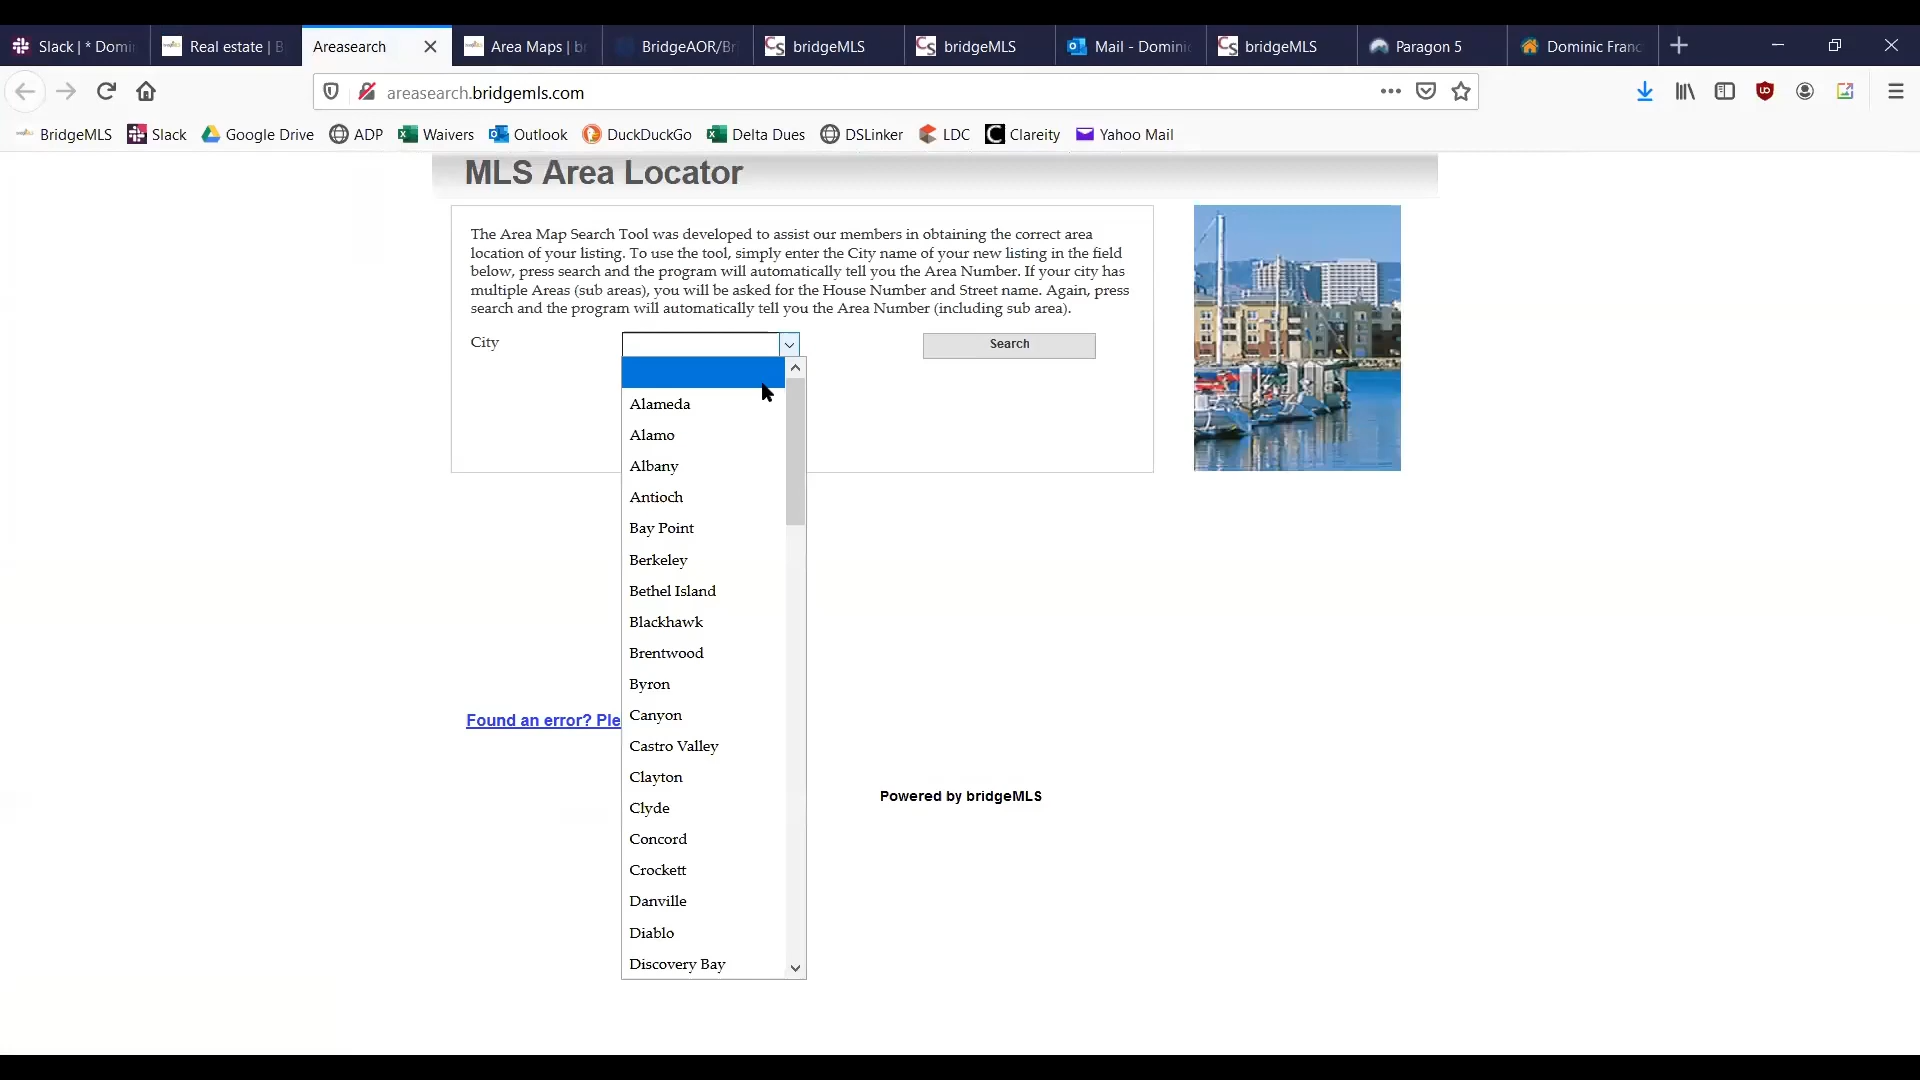 Slack | * Domi
Real estate | B
Areasearch
Area Maps | br
BridgeAOR/Br
bridgeMLS
bridgeMLS
Mail - Dominic
bridgeMLS
Paragon 5
Dominic Franc
areasearch.bridgemls.com
BridgeMLS
Slack
Google Drive
ADP
Waivers
Outlook
DuckDuckGo
Delta Dues
DSLinker
LDC
Clareity
Yahoo Mail
MLS Area Locator
The Area Map Search Tool was developed to assist our members in obtaining the correct area
location of your listing. To use the tool, simply enter the City name of your new listing in the field
below, press search and the program will automatically tell you the Area Number. If your city has
multiple Areas (sub areas), you will be asked for the House Number and Street name. Again, press
search and the program will automatically tell you the Area Number (including sub area).
City
Search
Alameda
Alamo
Albany
Antioch
Bay Point
Berkeley
Bethel Island
Blackhawk
Brentwood
Byron
Canyon
Castro Valley
Clayton
Clyde
Concord
Crockett
Danville
Diablo
Discovery Bay
Found an error? Ple
Powered by bridgeMLS